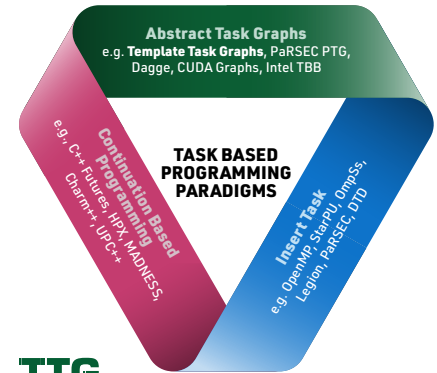 Abstract Task Graphs
e.g. Template Task Graphs, PaRSEC PTG,
Dagge, CUDA Graphs, Intel TBB
TASK BASED
PROGRAMMING
PARADIGMS
Continuation Based
Programming
e.g., C++ Futures, HPX, MADNESS,
Charm++, UPC++
Insert Task
e.g. OpenMP, StarPU, OmpSs,
Legion, PaRSEC, DTD
TTG